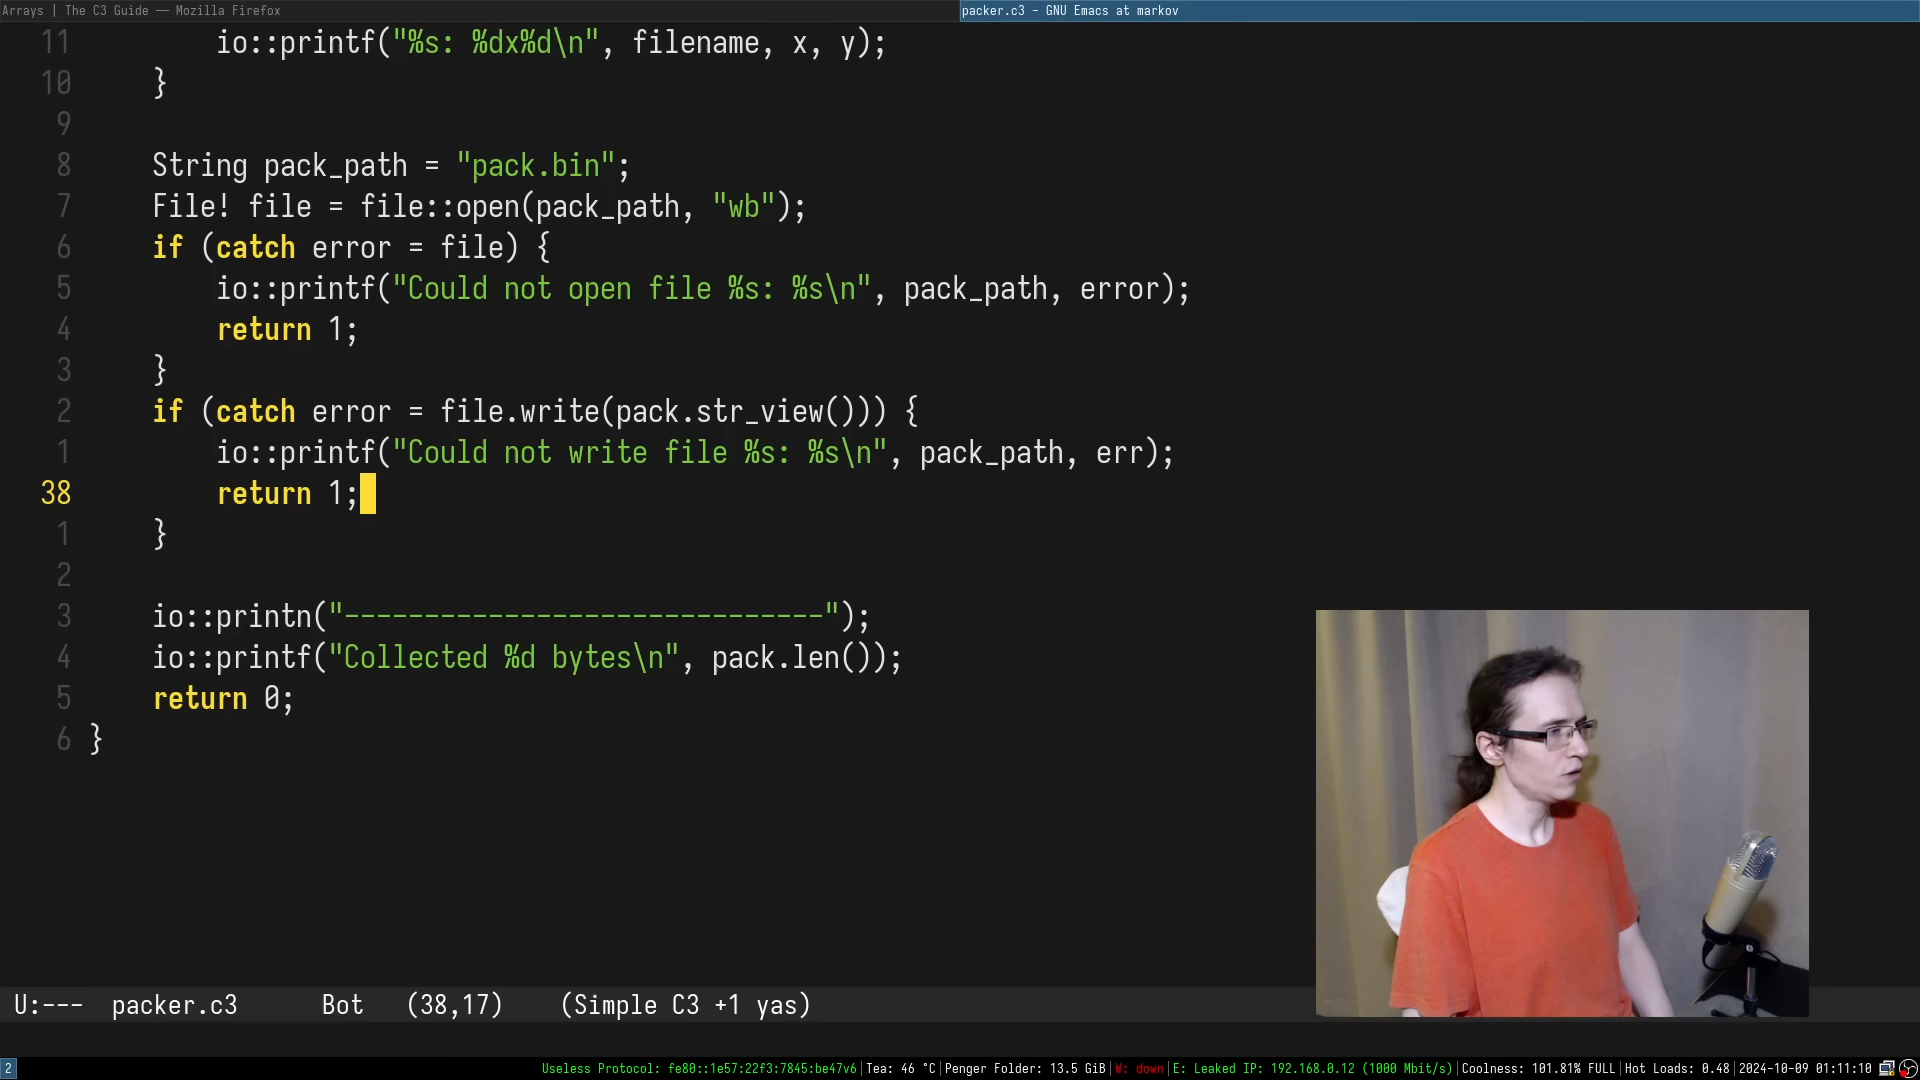 Arrays | The C3 Guide — Mozilla Firefox
packer.c3 - GNU Emacs at markov
11 io::printf("%s: %dx%d\n", filename, x, y);
10 }
9
8 String pack_path = "pack.bin";
7 File! file = file::open(pack_path, "wb");
6 if (catch error = file) {
5 io::printf("Could not open file %s: %s\n", pack_path, error);
4 return 1;
3 }
2 if (catch error = file.write(pack.str_view())) {
1 io::printf("Could not write file %s: %s\n", pack_path, err);
38 return 1;
1 }
2
3 io::printn("------------------------------");
4 io::printf("Collected %d bytes\n", pack.len());
5 return 0;
6 }
U:--- packer.c3 Bot (38,17) (Simple C3 +1 yas)
2 Useless Protocol: fe80::1e57:22f3:7845:be47v6|Tea: 46 °C|Penger Folder: 13.5 GiB|W: down|E: Leaked IP: 192.168.0.12 (1000 Mbit/s)|Coolness: 101.81% FULL|Hot Loads: 0.48|2024-10-09 01:11:10